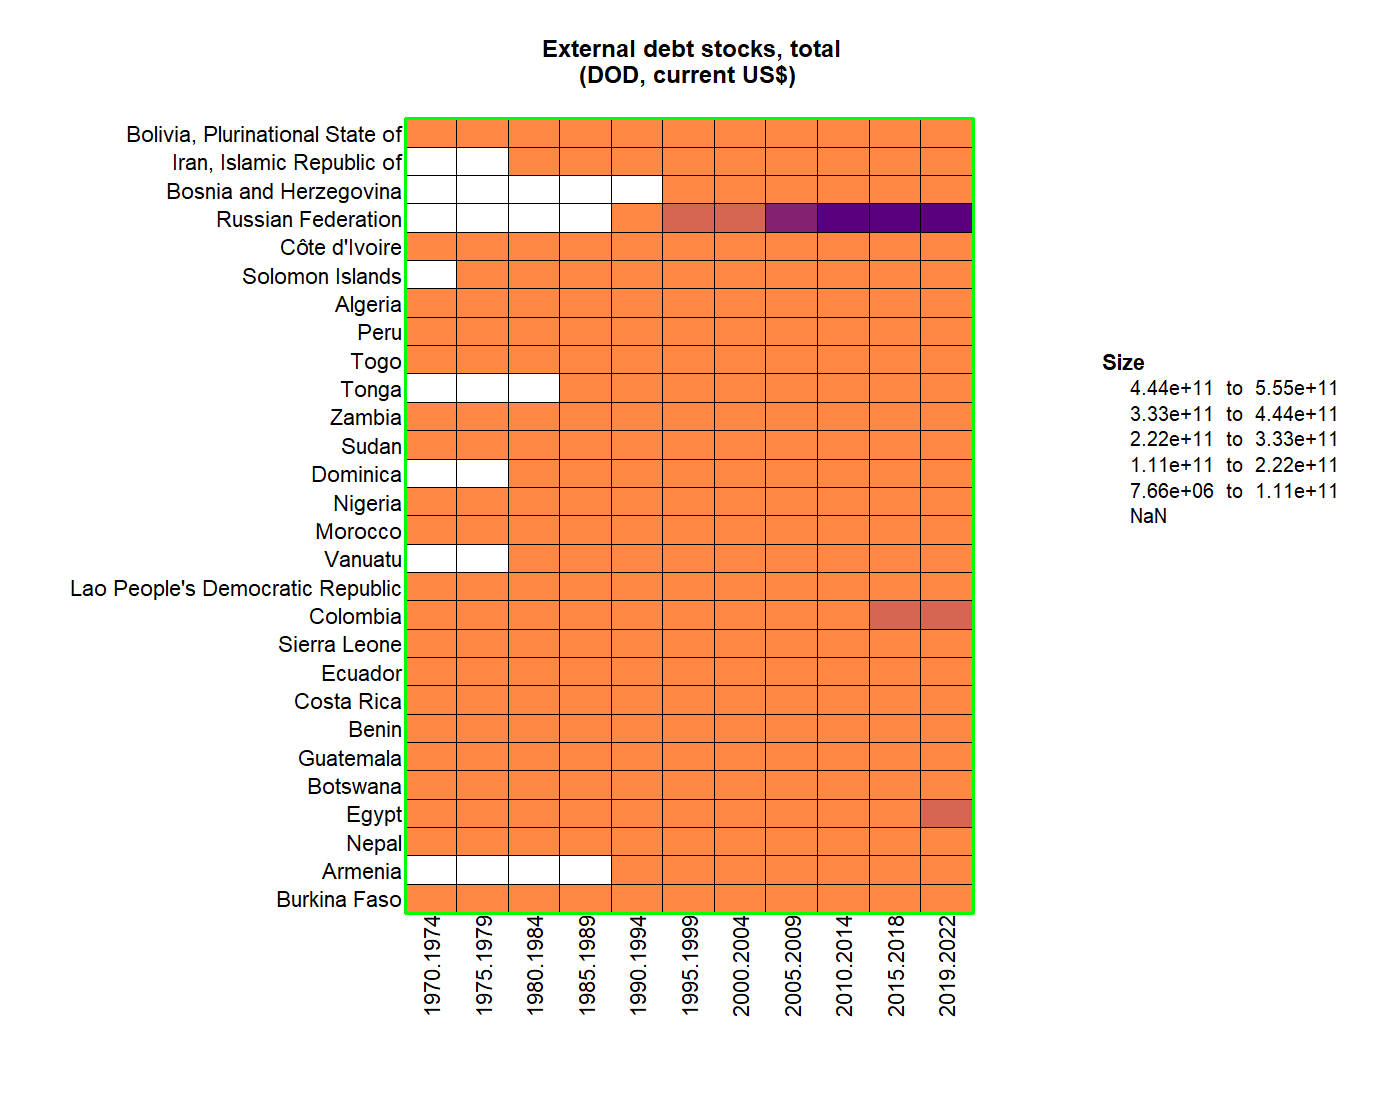 External debt stocks, total
(DOD, current US$)
Bolivia, Plurinational State of
Iran, Islamic Republic of
Bosnia and Herzegovina
Russian Federation
Côte d'Ivoire
Solomon Islands
Algeria
Peru
Togo
Tonga
Zambia
Sudan
Dominica
Nigeria
Morocco
Vanuatu
Lao People's Democratic Republic
Colombia
Sierra Leone
Ecuador
Costa Rica
Benin
Guatemala
Botswana
Egypt
Nepal
Armenia
Burkina Faso
1970.1974
1975.1979
1980.1984
1985.1989
1990.1994
1995.1999
2000.2004
2005.2009
2010.2014
2015.2018
2019.2022
Size
4.44e+11 to 5.55e+11
3.33e+11 to 4.44e+11
2.22e+11 to 3.33e+11
1.11e+11 to 2.22e+11
7.66e+06 to 1.11e+11
NaN